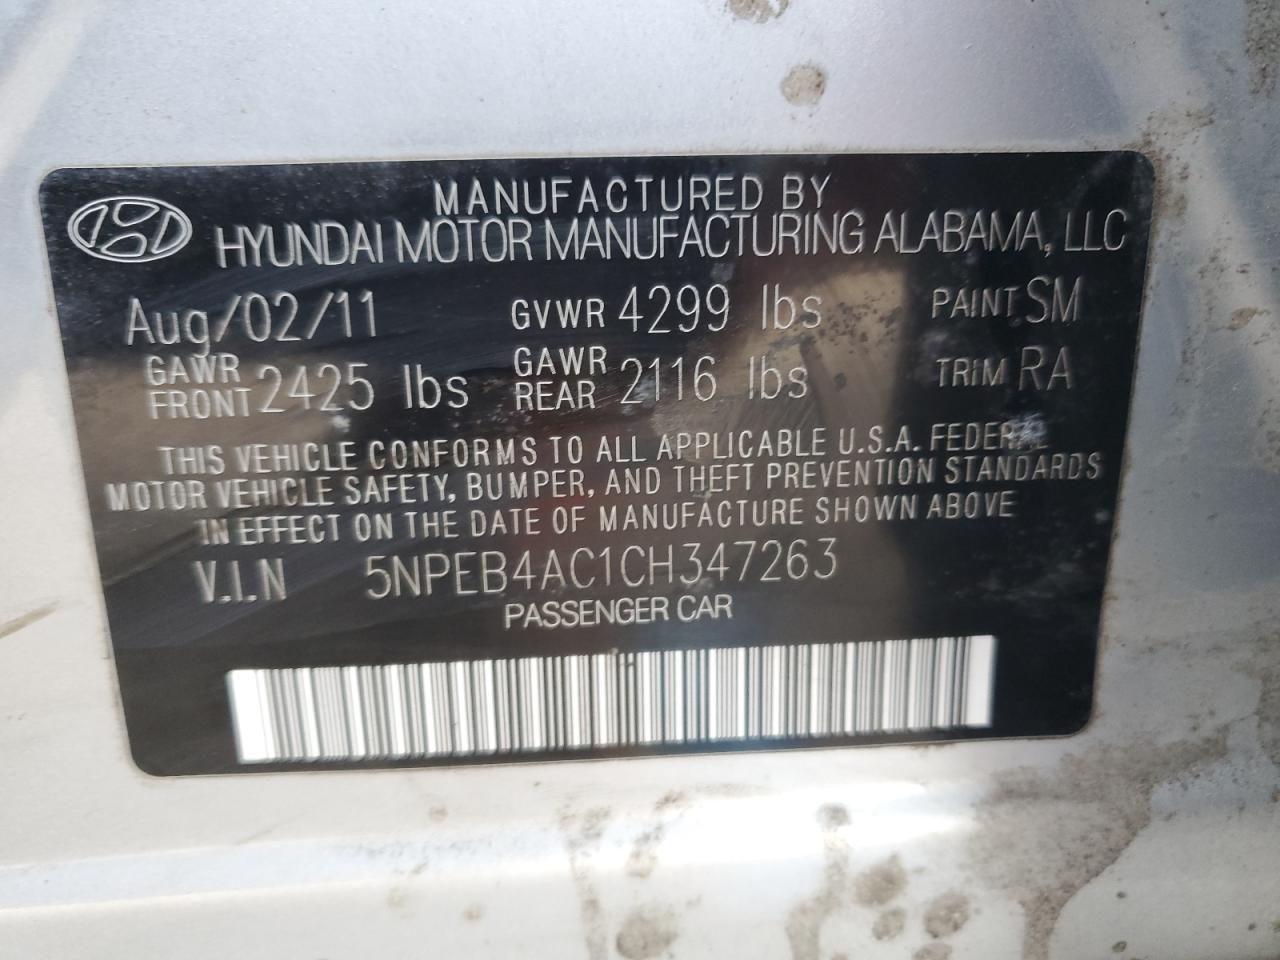 MANUFACTURED BY
HYUNDAI MOTOR MANUFACTURING ALABAMA, LLC
Aug/02/11 GVWR 4299 lbs PAINT SM
GAWR FRONT 2425 lbs GAWR REAR 2116 lbs TRIM RA
THIS VEHICLE CONFORMS TO ALL APPLICABLE U.S.A. FEDERAL
MOTOR VEHICLE SAFETY, BUMPER, AND THEFT PREVENTION STANDARDS
IN EFFECT ON THE DATE OF MANUFACTURE SHOWN ABOVE
V.I.N 5NPEB4AC1CH347263
PASSENGER CAR